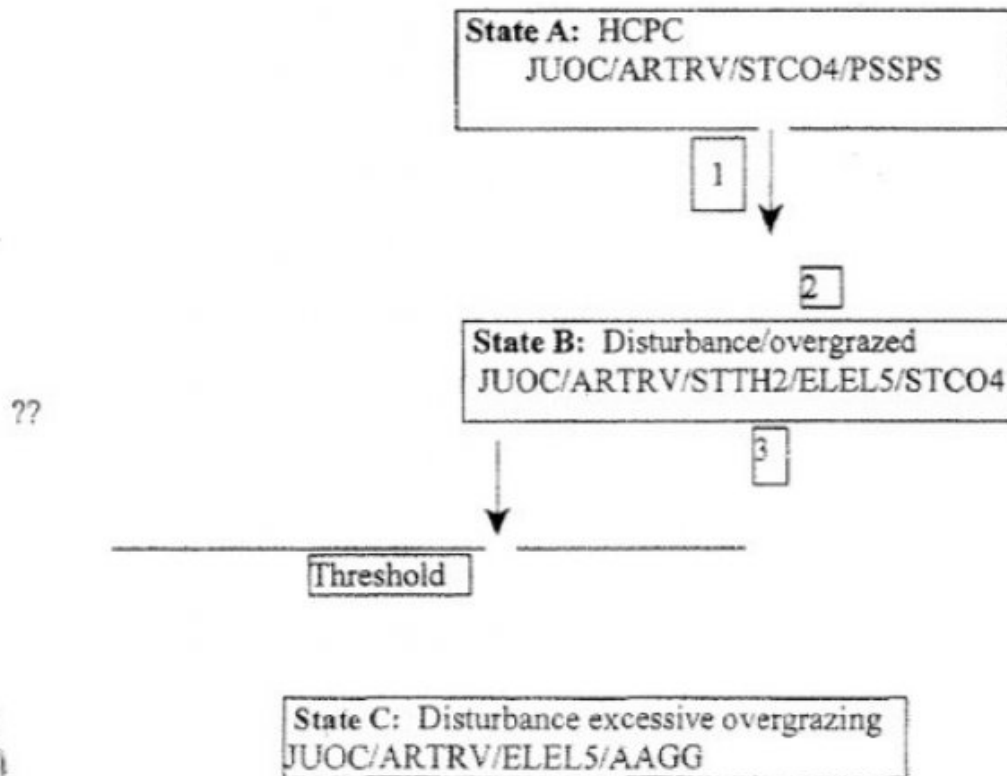 State A: HCPC
JUOC/ARTRV/STCO4/PSSPS
1
2
State B: Disturbance/overgrazed
JUOC/ARTRV/STTH2/ELEL5/STCO4
??
3
Threshold
State C: Disturbance excessive overgrazing
JUOC/ARTRV/ELEL5/AAGG